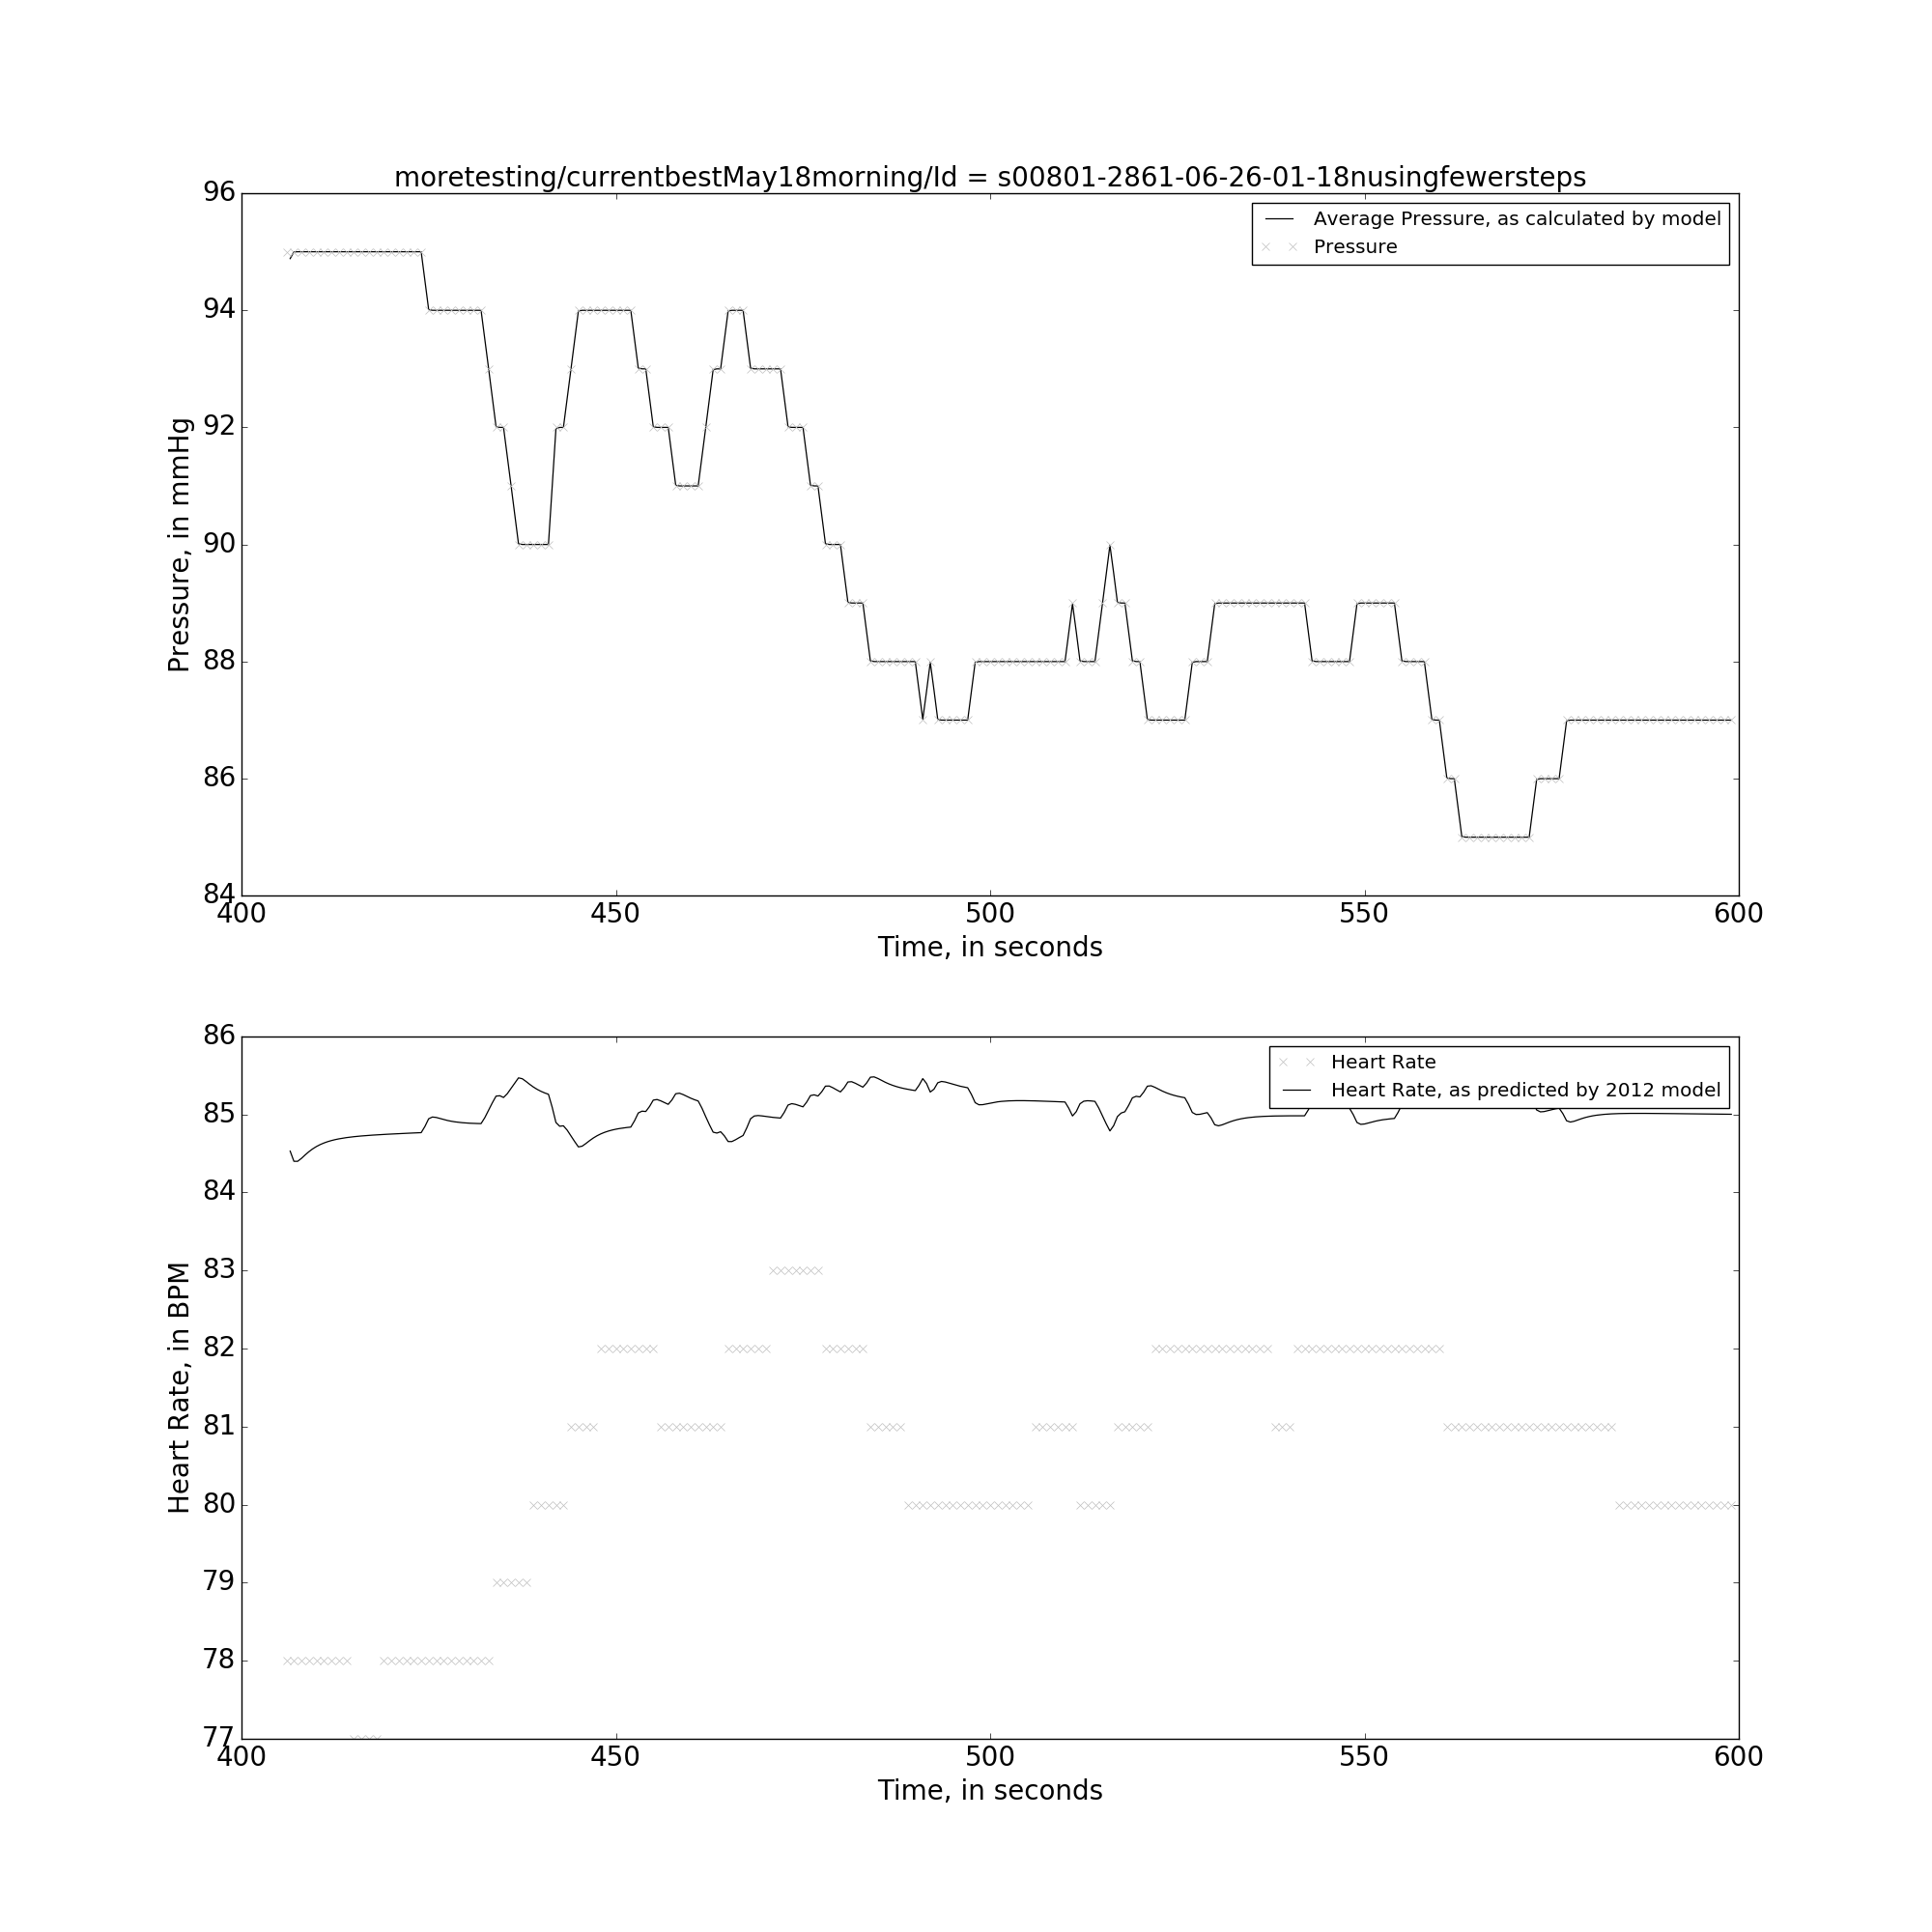 moretesting/currentbestMay18morning/Id = s00801-2861-06-26-01-18nusingfewersteps
96
94
92
90
88
86
84
Pressure, in mmHg
Average Pressure, as calculated by model
Pressure
400 450 500 550 600
Time, in seconds
86
85
84
83
82
81
80
79
78
77
Heart Rate, in BPM
Heart Rate
Heart Rate, as predicted by 2012 model
400 450 500 550 600
Time, in seconds